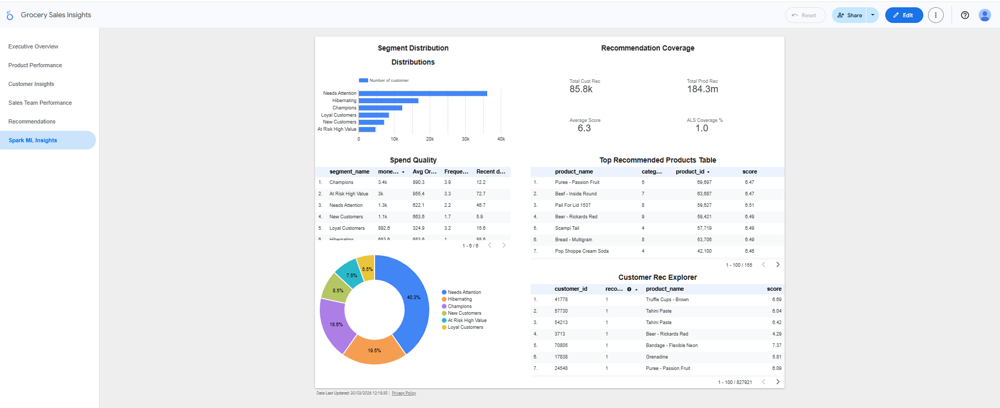 Grocery Sales Insights
Reset
Share
Edit
Executive Overview
Product Performance
Customer Insights
Sales Team Performance
Recommendations
Spark ML Insights
Segment Distribution
Distributions
Number of customer
Needs Attention
Hibernating
Champions
Loyal Customers
New Customers
At Risk High Value
0 10k 20k 30k 40k
Recommendation Coverage
Total Cust Rec
85.8k
Total Prod Rec
184.3m
Average Score
6.3
ALS Coverage %
1.0
Spend Quality
segment_name mone... Avg Or... Freque... Recent d...
1. Champions 3.4k 890.3 3.9 12.2
2. At Risk High Value 3k 955.4 3.3 72.7
3. Needs Attention 1.3k 622.1 2.2 46.7
4. New Customers 1.1k 663.6 1.7 5.9
5. Loyal Customers 892.6 324.9 3.2 15.6
6. Hibernating 653.6 653.6 1 88.6
1 - 6 / 6
40.3%
19.5%
18.6%
8.5%
7.5%
5.5%
Needs Attention
Hibernating
Champions
New Customers
At Risk High Value
Loyal Customers
Top Recommended Products Table
product_name categ... product_id score
1. Puree - Passion Fruit 5 69,697 6.47
2. Beef - Inside Round 7 63,687 6.47
3. Pail For Lid 1537 8 59,627 6.51
4. Beer - Rickards Red 9 59,421 6.49
5. Scampi Tail 4 57,719 6.49
6. Bread - Multigrain 8 53,706 6.49
7. Pop Shoppe Cream Soda 4 42,100 6.46
1 - 100 / 155
Customer Rec Explorer
customer_id reco... product_name score
1. 41778 1 Truffle Cups - Brown 6.69
2. 57730 1 Tahini Paste 6.04
3. 54213 1 Tahini Paste 6.42
4. 3713 1 Beer - Rickards Red 4.29
5. 70805 1 Bandage - Flexible Neon 7.37
6. 17838 1 Grenadine 5.81
7. 24548 1 Puree - Passion Fruit 6.09
1 - 100 / 827921
Data Last Updated: 30/03/2026 12:19:35 Privacy Policy